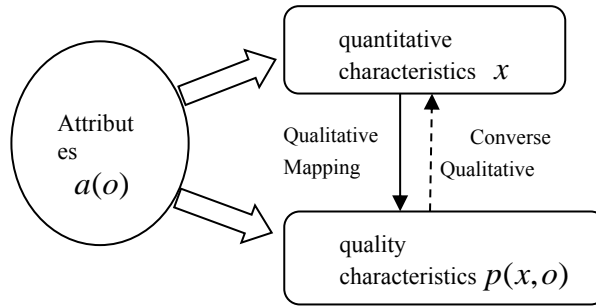 quantitative
characteristics x
Attribut
es
a(o)
Qualitative
Mapping
Converse
Qualitative
quality
characteristics p(x,o)